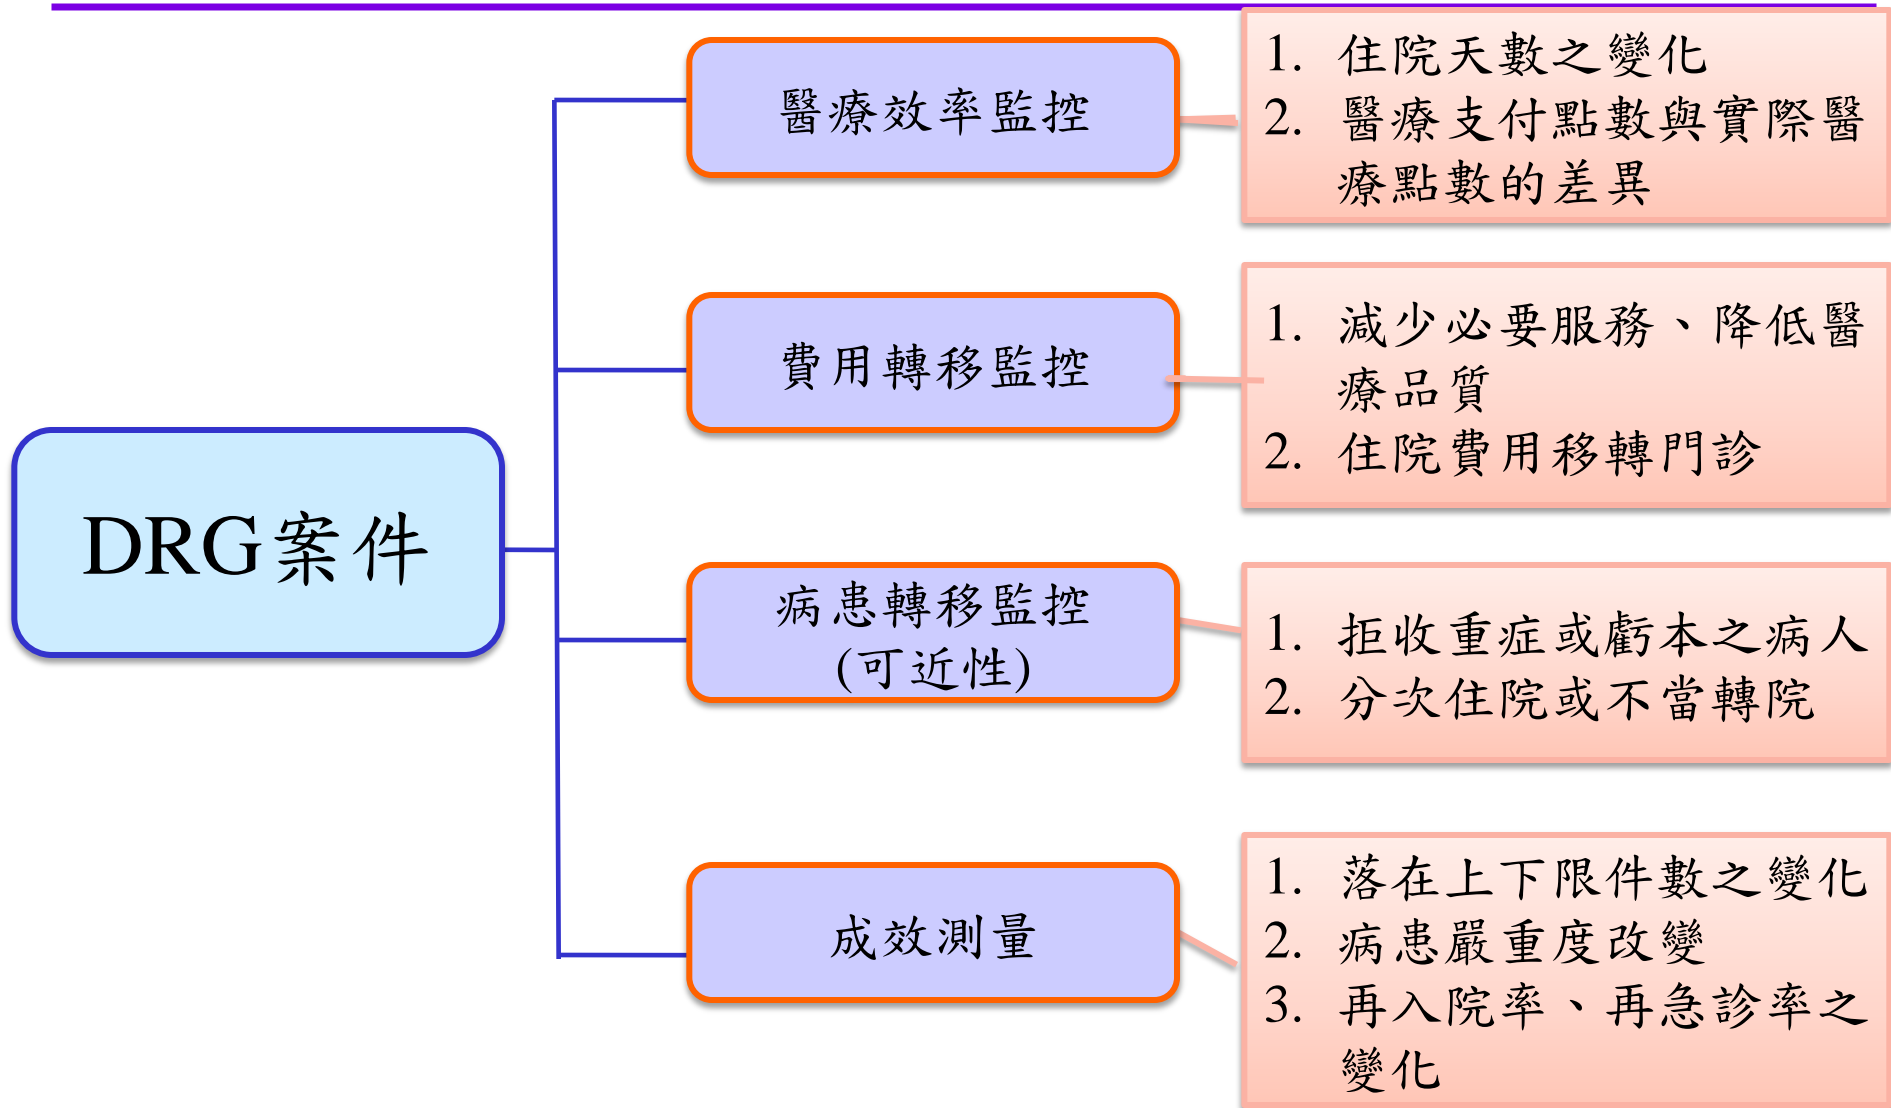 DRG案件
醫療效率監控
1. 住院天數之變化
2. 醫療支付點數與實際醫
療點數的差異
費用轉移監控
1. 減少必要服務、降低醫
療品質
2. 住院費用移轉門診
病患轉移監控
(可近性)
1. 拒收重症或虧本之病人
2. 分次住院或不當轉院
成效測量
1. 落在上下限件數之變化
2. 病患嚴重度改變
3. 再入院率、再急診率之
變化